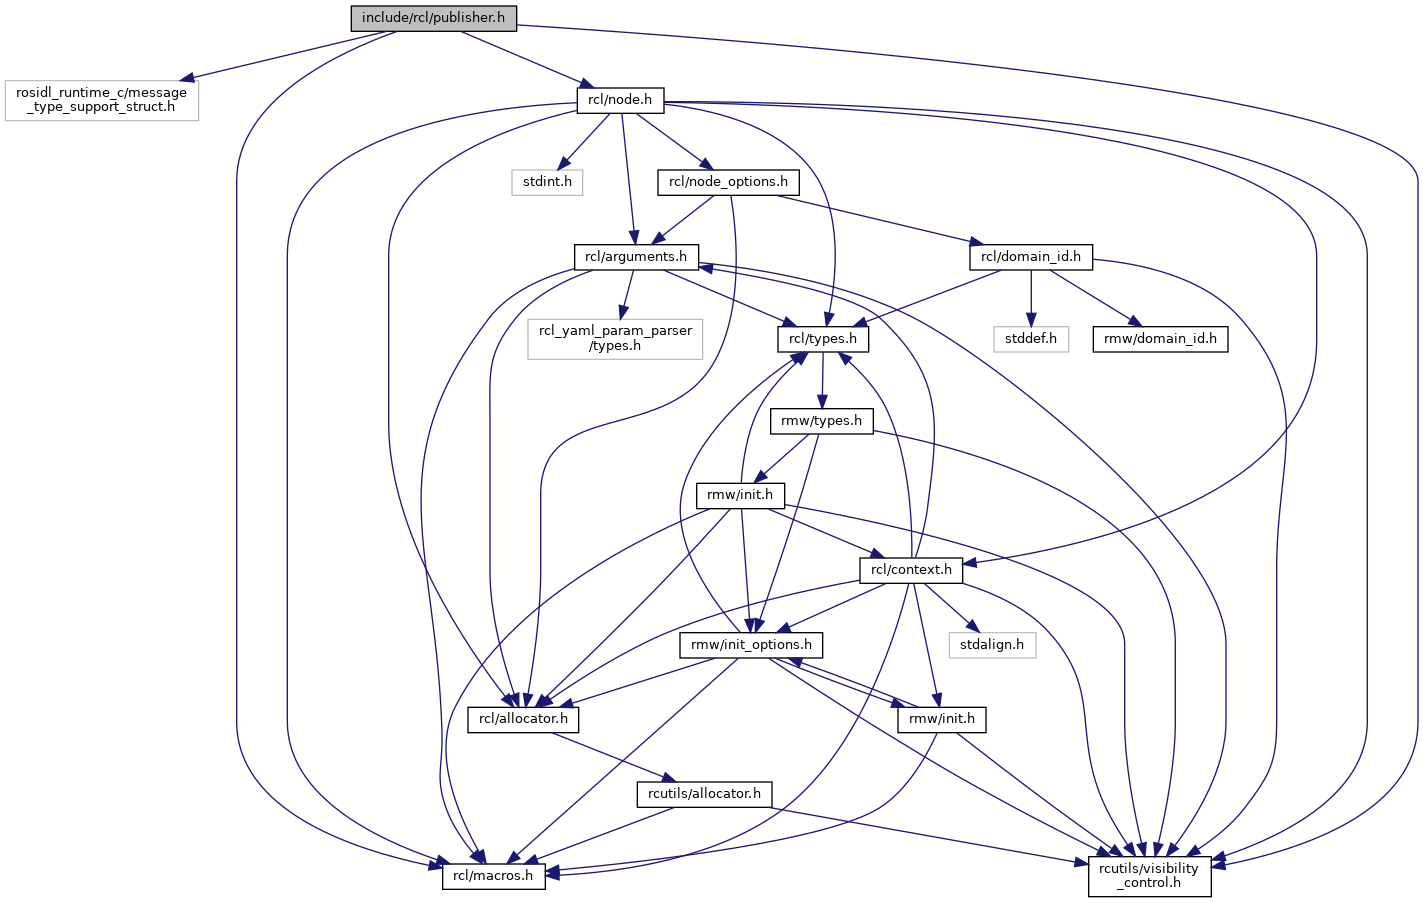 include/rcl/publisher.h
rosidl_runtime_c/message
_type_support_struct.h
rcl/node.h
stdint.h
rcl/node_options.h
rcl/arguments.h
rcl/domain_id.h
rcl_yaml_param_parser
/types.h
rcl/types.h
stddef.h
rmw/domain_id.h
rmw/types.h
rmw/init.h
rcl/context.h
rmw/init_options.h
stdalign.h
rcl/allocator.h
rmw/init.h
rcutils/allocator.h
rcl/macros.h
rcutils/visibility
_control.h